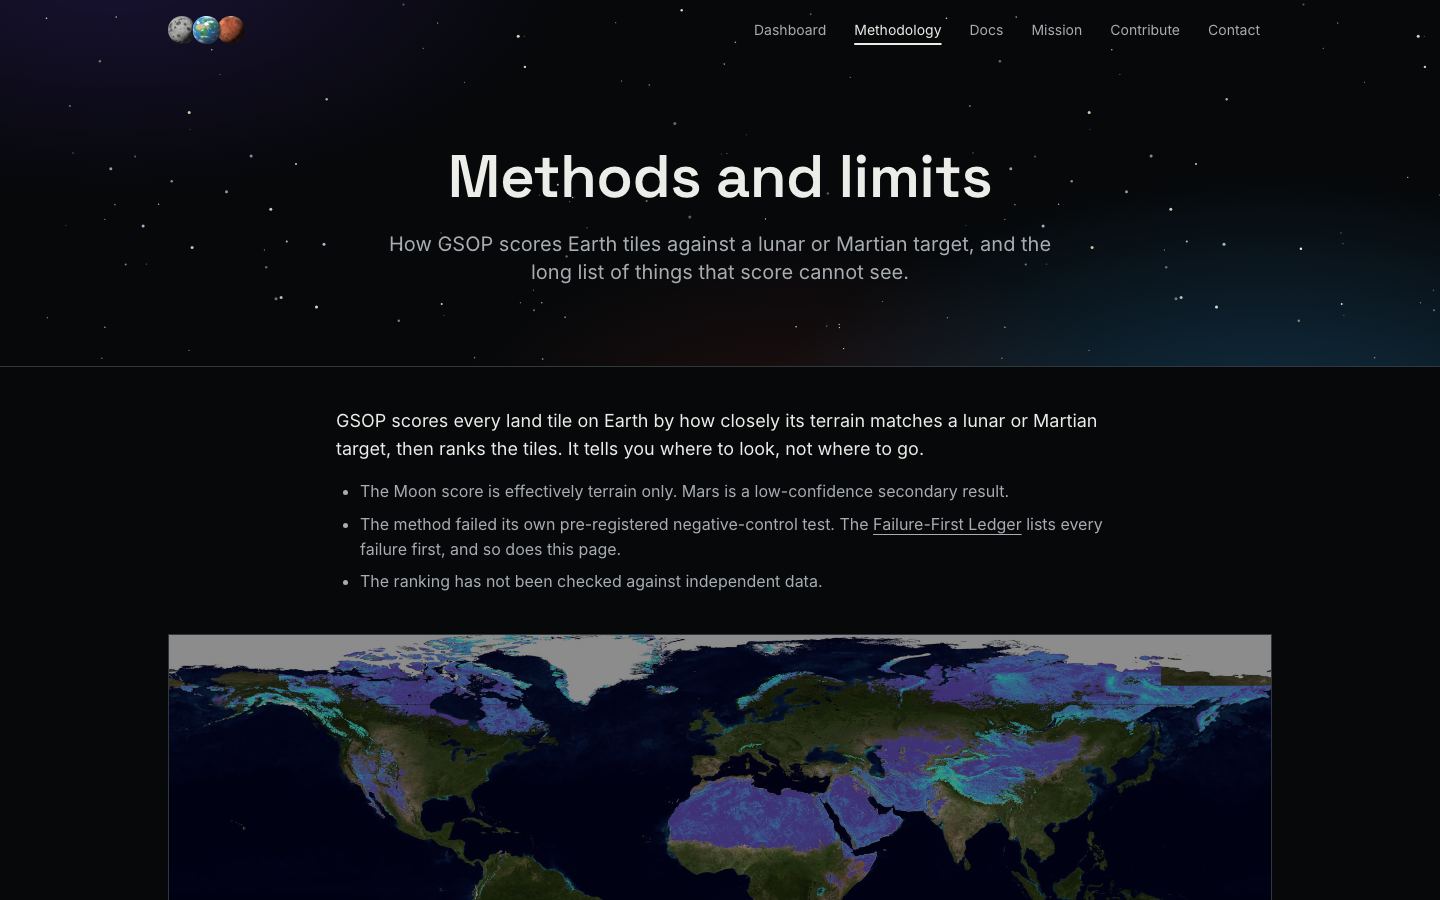 Dashboard Methodology Docs Mission Contribute Contact
Methods and limits
How GSOP scores Earth tiles against a lunar or Martian target, and the
long list of things that score cannot see.
GSOP scores every land tile on Earth by how closely its terrain matches a lunar or Martian
target, then ranks the tiles. It tells you where to look, not where to go.
• The Moon score is effectively terrain only. Mars is a low-confidence secondary result.
• The method failed its own pre-registered negative-control test. The Failure-First Ledger lists every
failure first, and so does this page.
• The ranking has not been checked against independent data.